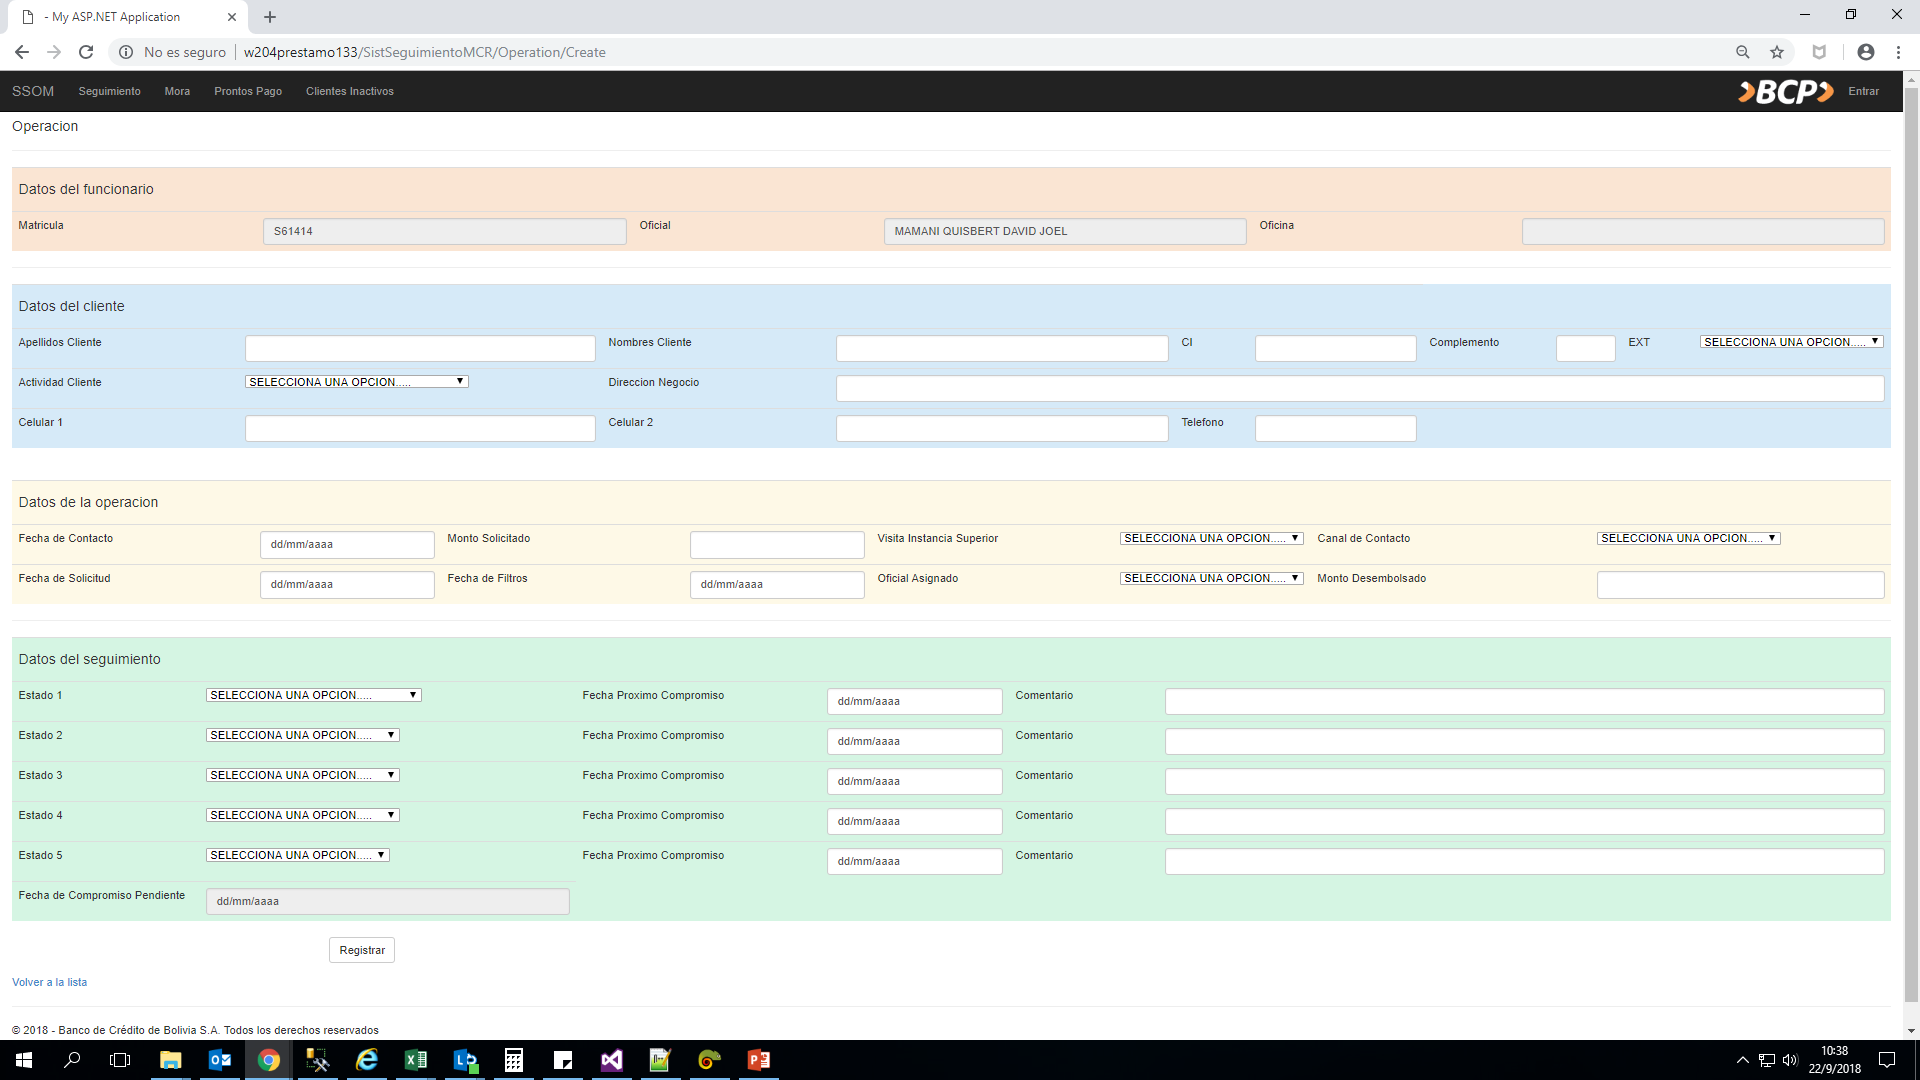 - My ASP.NET Application
No es seguro | w204prestamo133/SistSeguimientoMCR/Operation/Create
SSOM Seguimiento Mora Prontos Pago Clientes Inactivos BCP Entrar
Operacion
Datos del funcionario
Matricula S61414 Oficial MAMANI QUISBERT DAVID JOEL Oficina
Datos del cliente
Apellidos Cliente Nombres Cliente CI Complemento EXT SELECCIONA UNA OPCION.....
Actividad Cliente SELECCIONA UNA OPCION..... Direccion Negocio
Celular 1 Celular 2 Telefono
Datos de la operacion
Fecha de Contacto dd/mm/aaaa Monto Solicitado Visita Instancia Superior SELECCIONA UNA OPCION..... Canal de Contacto SELECCIONA UNA OPCION.....
Fecha de Solicitud dd/mm/aaaa Fecha de Filtros dd/mm/aaaa Oficial Asignado SELECCIONA UNA OPCION..... Monto Desembolsado
Datos del seguimiento
Estado 1 SELECCIONA UNA OPCION..... Fecha Proximo Compromiso dd/mm/aaaa Comentario
Estado 2 SELECCIONA UNA OPCION..... Fecha Proximo Compromiso dd/mm/aaaa Comentario
Estado 3 SELECCIONA UNA OPCION..... Fecha Proximo Compromiso dd/mm/aaaa Comentario
Estado 4 SELECCIONA UNA OPCION..... Fecha Proximo Compromiso dd/mm/aaaa Comentario
Estado 5 SELECCIONA UNA OPCION..... Fecha Proximo Compromiso dd/mm/aaaa Comentario
Fecha de Compromiso Pendiente dd/mm/aaaa
Registrar
Volver a la lista
© 2018 - Banco de Crédito de Bolivia S.A. Todos los derechos reservados
10:38
22/9/2018